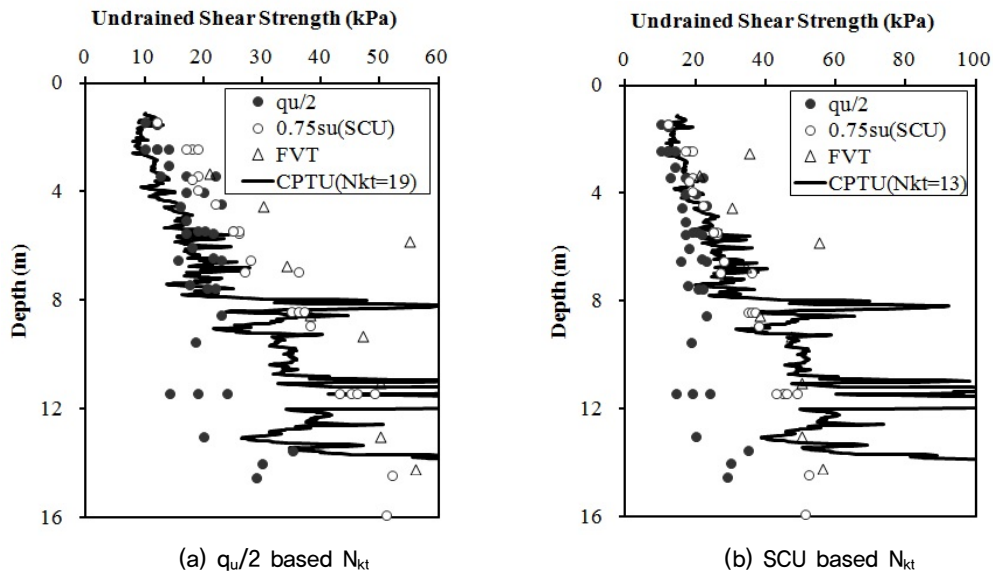 Undrained Shear Strength (kPa)
0 10 20 30 40 50 60
0
4
8
12
16
Depth (m)
qu/2
0.75su(SCU)
FVT
CPTU(Nkt=19)
(a) qu/2 based Nkt
Undrained Shear Strength (kPa)
0 20 40 60 80 100
0
4
8
12
16
Depth (m)
qu/2
0.75su(SCU)
FVT
CPTU(Nkt=13)
(b) SCU based Nkt